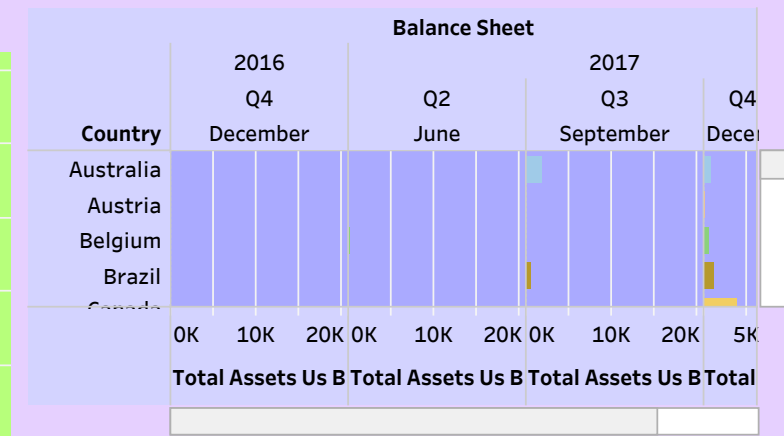 Balance Sheet
2016 2017
Q4 Q2 Q3 Q4
Country December June September
Australia
Austria
Belgium
Brazil
0K 10K 20K 0K 10K 20K 0K 10K 20K 5K
Total Assets Us B Total Assets Us B Total Assets Us B Total